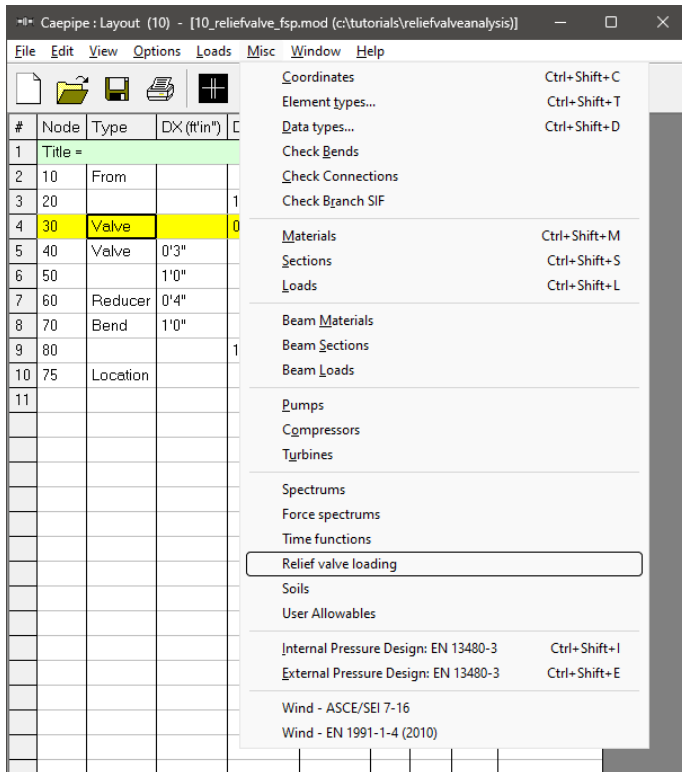 Caepipe : Layout (10) - [10_reliefvalve_fsp.mod (c:\tutorials\reliefvalveanalysis)]
File Edit View Options Loads Misc Window Help
# Node Type DX (ft'in") D
1 Title =
2 10 From
3 20 1
4 30 Valve 0
5 40 Valve 0'3"
6 50 1'0"
7 60 Reducer 0'4"
8 70 Bend 1'0"
9 80 1
10 75 Location
11
Coordinates Ctrl+Shift+C
Element types... Ctrl+Shift+T
Data types... Ctrl+Shift+D
Check Bends
Check Connections
Check Branch SIF
Materials Ctrl+Shift+M
Sections Ctrl+Shift+S
Loads Ctrl+Shift+L
Beam Materials
Beam Sections
Beam Loads
Pumps
Compressors
Turbines
Spectrums
Force spectrums
Time functions
Relief valve loading
Soils
User Allowables
Internal Pressure Design: EN 13480-3 Ctrl+Shift+I
External Pressure Design: EN 13480-3 Ctrl+Shift+E
Wind - ASCE/SEI 7-16
Wind - EN 1991-1-4 (2010)